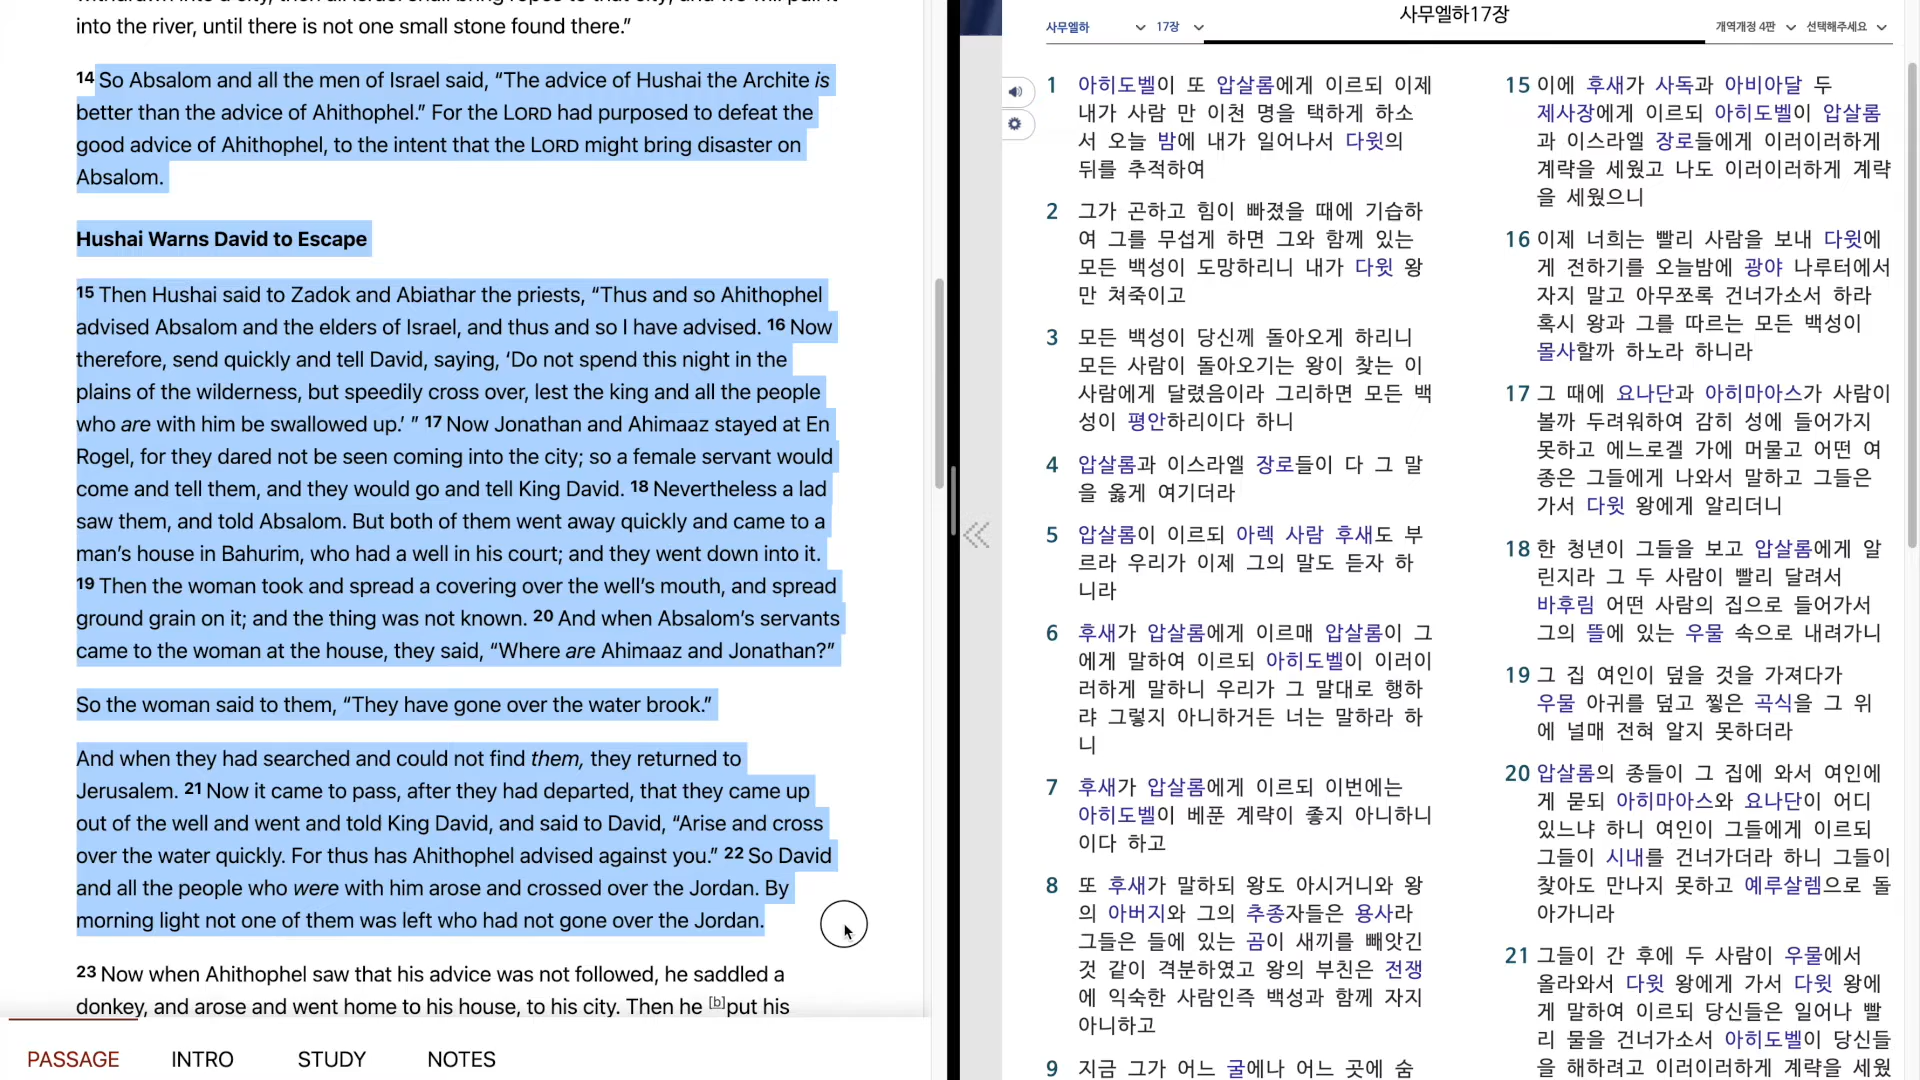 into the river, until there is not one small stone found there.”
14 So Absalom and all the men of Israel said, “The advice of Hushai the Archite is
better than the advice of Ahithophel.” For the LORD had purposed to defeat the
good advice of Ahithophel, to the intent that the LORD might bring disaster on
Absalom.
Hushai Warns David to Escape
15 Then Hushai said to Zadok and Abiathar the priests, “Thus and so Ahithophel
advised Absalom and the elders of Israel, and thus and so I have advised. 16 Now
therefore, send quickly and tell David, saying, ‘Do not spend this night in the
plains of the wilderness, but speedily cross over, lest the king and all the people
who are with him be swallowed up.’ ” 17 Now Jonathan and Ahimaaz stayed at En
Rogel, for they dared not be seen coming into the city; so a female servant would
come and tell them, and they would go and tell King David. 18 Nevertheless a lad
saw them, and told Absalom. But both of them went away quickly and came to a
man’s house in Bahurim, who had a well in his court; and they went down into it.
19 Then the woman took and spread a covering over the well’s mouth, and spread
ground grain on it; and the thing was not known. 20 And when Absalom’s servants
came to the woman at the house, they said, “Where are Ahimaaz and Jonathan?”
So the woman said to them, “They have gone over the water brook.”
And when they had searched and could not find them, they returned to
Jerusalem. 21 Now it came to pass, after they had departed, that they came up
out of the well and went and told King David, and said to David, “Arise and cross
over the water quickly. For thus has Ahithophel advised against you.” 22 So David
and all the people who were with him arose and crossed over the Jordan. By
morning light not one of them was left who had not gone over the Jordan.
23 Now when Ahithophel saw that his advice was not followed, he saddled a
donkey, and arose and went home to his house, to his city. Then he [b]put his
PASSAGE INTRO STUDY NOTES
사무엘하17장
사무엘하 17장 개역개정 4판 선택해주세요
1 아히도벨이 또 압살롬에게 이르되 이제
내가 사람 만 이천 명을 택하게 하소
서 오늘 밤에 내가 일어나서 다윗의
뒤를 추적하여
2 그가 곤하고 힘이 빠졌을 때에 기습하
여 그를 무섭게 하면 그와 함께 있는
모든 백성이 도망하리니 내가 다윗 왕
만 쳐죽이고
3 모든 백성이 당신께 돌아오게 하리니
모든 사람이 돌아오기는 왕이 찾는 이
사람에게 달렸음이라 그리하면 모든 백
성이 평안하리이다 하니
4 압살롬과 이스라엘 장로들이 다 그 말
을 옳게 여기더라
5 압살롬이 이르되 아렉 사람 후새도 부
르라 우리가 이제 그의 말도 듣자 하
니라
6 후새가 압살롬에게 이르매 압살롬이 그
에게 말하여 이르되 아히도벨이 이러이
러하게 말하니 우리가 그 말대로 행하
랴 그렇지 아니하거든 너는 말하라 하
니
7 후새가 압살롬에게 이르되 이번에는
아히도벨이 베푼 계략이 좋지 아니하니
이다 하고
8 또 후새가 말하되 왕도 아시거니와 왕
의 아버지와 그의 추종자들은 용사라
그들은 들에 있는 곰이 새끼를 빼앗긴
것 같이 격분하였고 왕의 부친은 전쟁
에 익숙한 사람인즉 백성과 함께 자지
아니하고
9 지금 그가 어느 굴에나 어느 곳에 숨
15 이에 후새가 사독과 아비아달 두
제사장에게 이르되 아히도벨이 압살롬
과 이스라엘 장로들에게 이러이러하게
계략을 세웠고 나도 이러이러하게 계략
을 세웠으니
16 이제 너희는 빨리 사람을 보내 다윗에
게 전하기를 오늘밤에 광야 나루터에서
자지 말고 아무쪼록 건너가소서 하라
혹시 왕과 그를 따르는 모든 백성이
몰사할까 하노라 하니라
17 그 때에 요나단과 아히마아스가 사람이
볼까 두려워하여 감히 성에 들어가지
못하고 에느로겔 가에 머물고 어떤 여
종은 그들에게 나와서 말하고 그들은
가서 다윗 왕에게 알리더니
18 한 청년이 그들을 보고 압살롬에게 알
린지라 그 두 사람이 빨리 달려서
바후림 어떤 사람의 집으로 들어가서
그의 뜰에 있는 우물 속으로 내려가니
19 그 집 여인이 덮을 것을 가져다가
우물 아귀를 덮고 찧은 곡식을 그 위
에 널매 전혀 알지 못하더라
20 압살롬의 종들이 그 집에 와서 여인에
게 묻되 아히마아스와 요나단이 어디
있느냐 하니 여인이 그들에게 이르되
그들이 시내를 건너가더라 하니 그들이
찾아도 만나지 못하고 예루살렘으로 돌
아가니라
21 그들이 간 후에 두 사람이 우물에서
올라와서 다윗 왕에게 가서 다윗 왕에
게 말하여 이르되 당신들은 일어나 빨
리 물을 건너가소서 아히도벨이 당신들
을 해하려고 이러이러하게 계략을 세웠